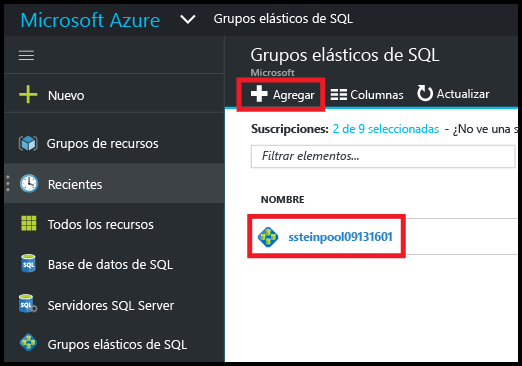 Microsoft Azure
Grupos elásticos de SQL
Grupos elásticos de SQL
Microsoft
Nuevo
Agregar
Columnas
Actualizar
Suscripciones: 2 de 9 seleccionadas - ¿No ve una s
Grupos de recursos
Filtrar elementos...
Recientes
NOMBRE
Todos los recursos
ssteinpool09131601
Base de datos de SQL
Servidores SQL Server
Grupos elásticos de SQL